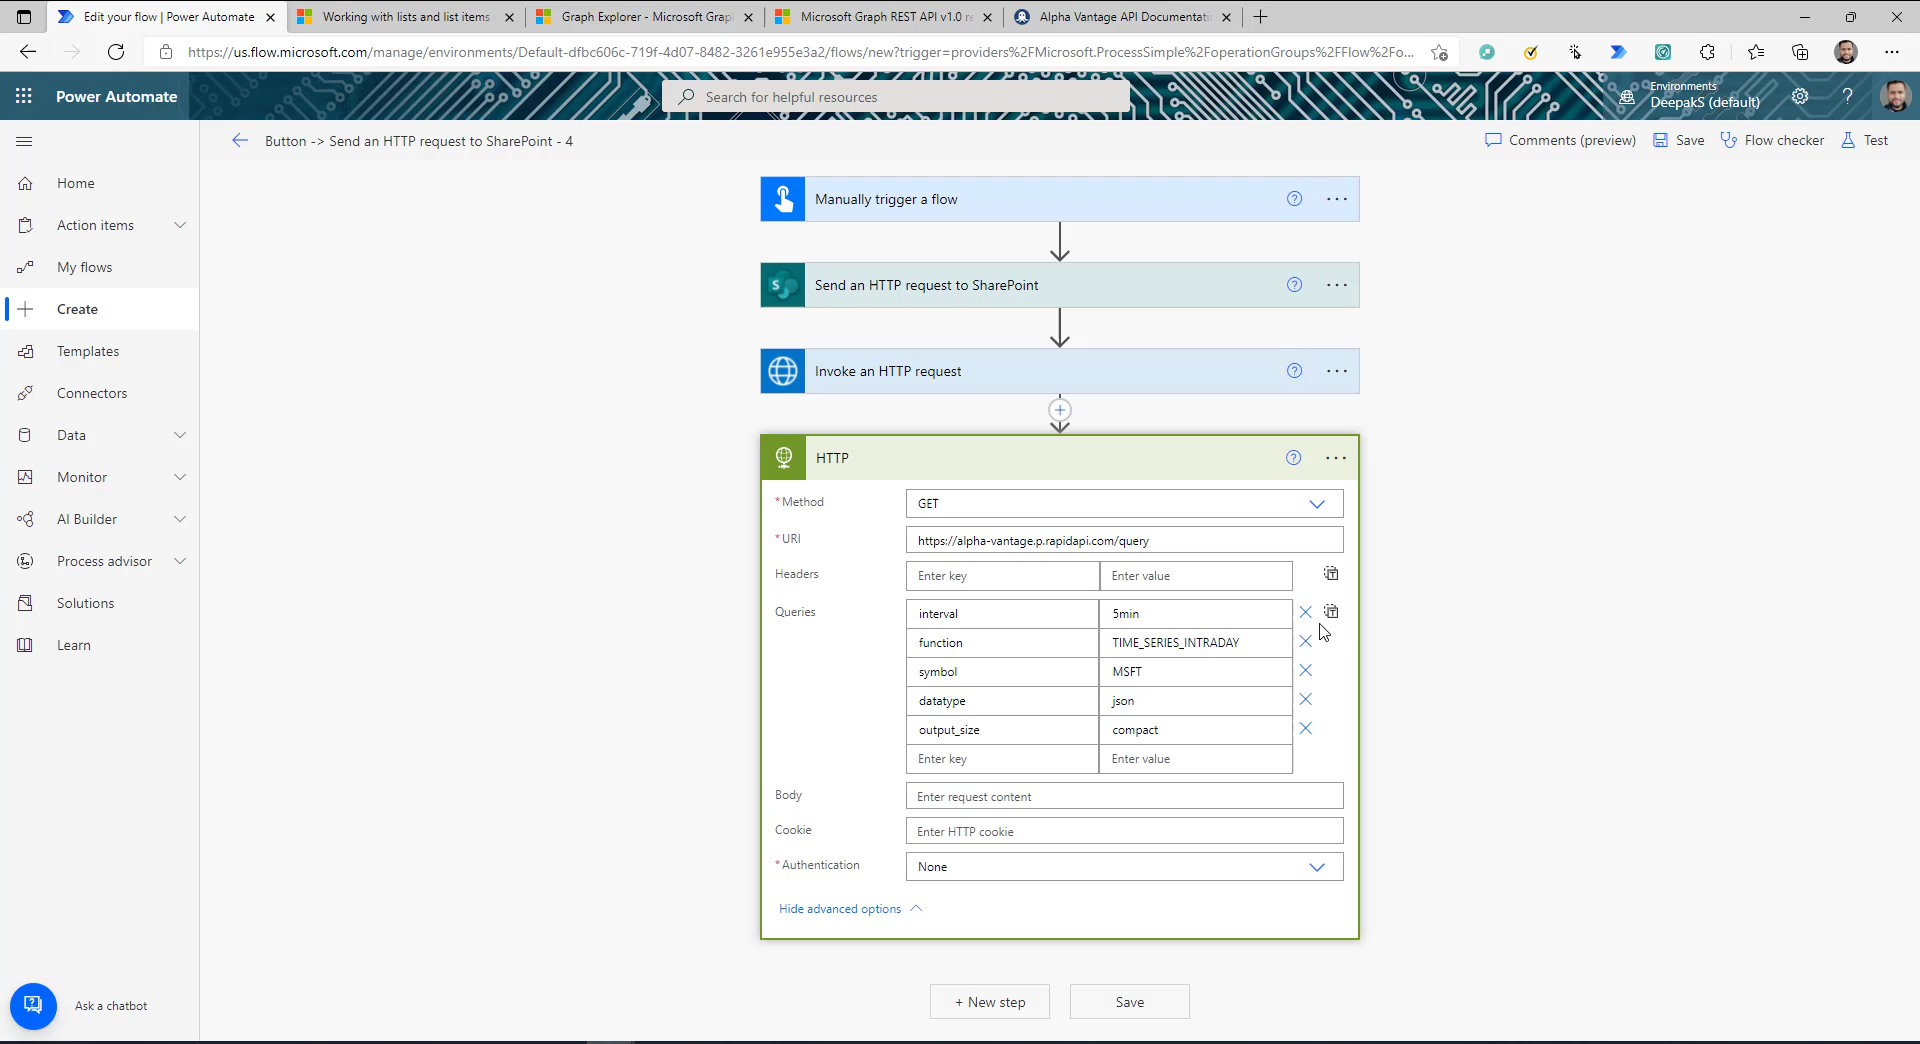 Edit your flow | Power Automate
Working with lists and list items
Graph Explorer - Microsoft Grap
Microsoft Graph REST API v1.0 re
Alpha Vantage API Documentati
https://us.flow.microsoft.com/manage/environments/Default-dfbc606c-719f-4d07-8482-3261e955e3a2/flows/new?trigger=providers%2FMicrosoft.ProcessSimple%2FoperationGroups%2FFlow%2Fo...
Power Automate
Search for helpful resources
Environments
DeepakS (default)
Button -> Send an HTTP request to SharePoint - 4
Comments (preview)
Save
Flow checker
Test
Home
Action items
My flows
Create
Templates
Connectors
Data
Monitor
AI Builder
Process advisor
Solutions
Learn
Ask a chatbot
Manually trigger a flow
Send an HTTP request to SharePoint
Invoke an HTTP request
HTTP
* Method GET
* URI https://alpha-vantage.p.rapidapi.com/query
Headers Enter key Enter value
Queries interval 5min
function TIME_SERIES_INTRADAY
symbol MSFT
datatype json
output_size compact
Enter key Enter value
Body Enter request content
Cookie Enter HTTP cookie
* Authentication None
Hide advanced options
+ New step
Save